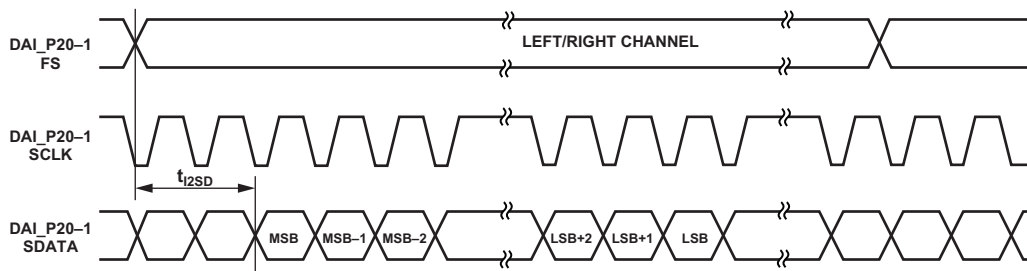 DAI_P20–1
FS
LEFT/RIGHT CHANNEL
DAI_P20–1
SCLK
tI2SD
DAI_P20–1
SDATA
MSB
MSB–1
MSB–2
LSB+2
LSB+1
LSB